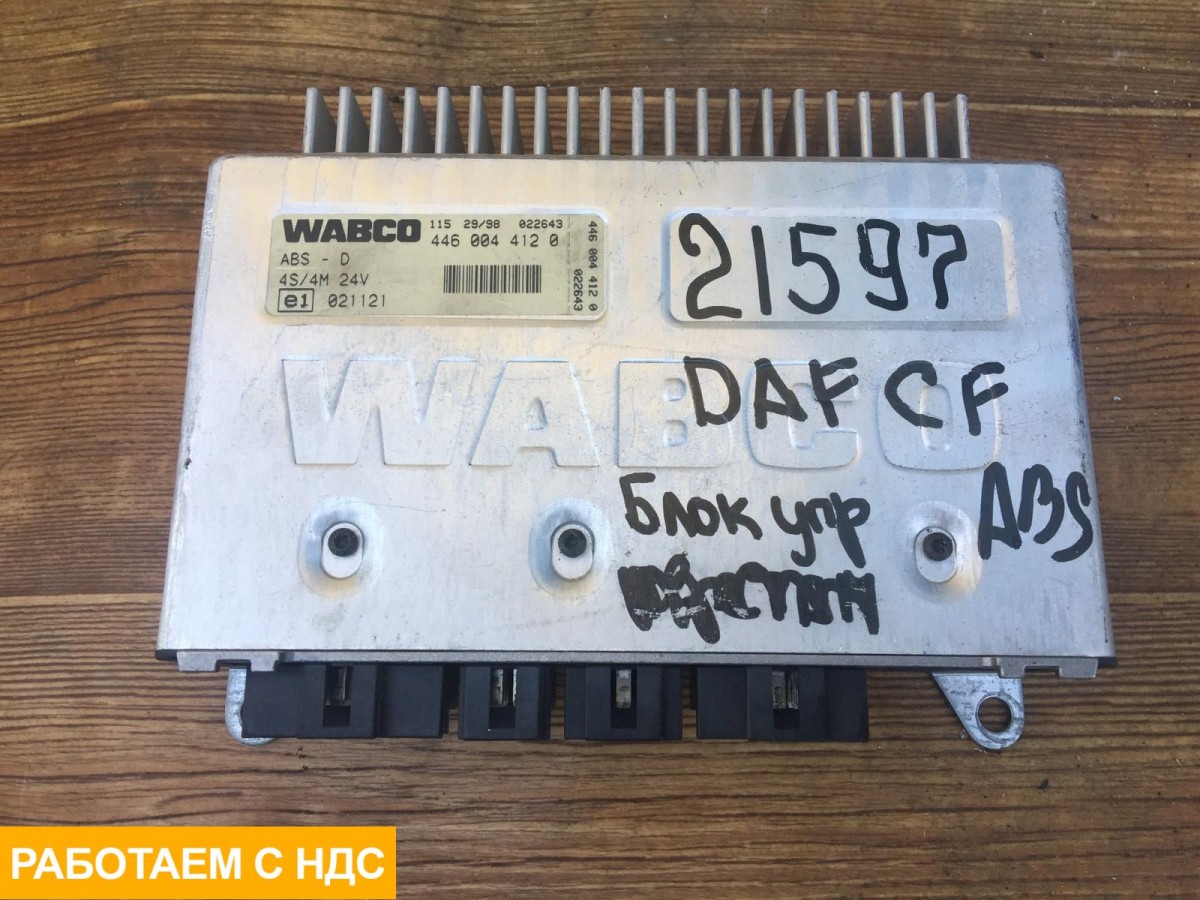 WABCO 115 29/98 022643
446 004 412 0
ABS - D
4S/4M 24V
e1 021121
446 004 412 0 022643
21597
WABCO
DAF CF
Блок упр ABS
РАБОТАЕМ С НДС